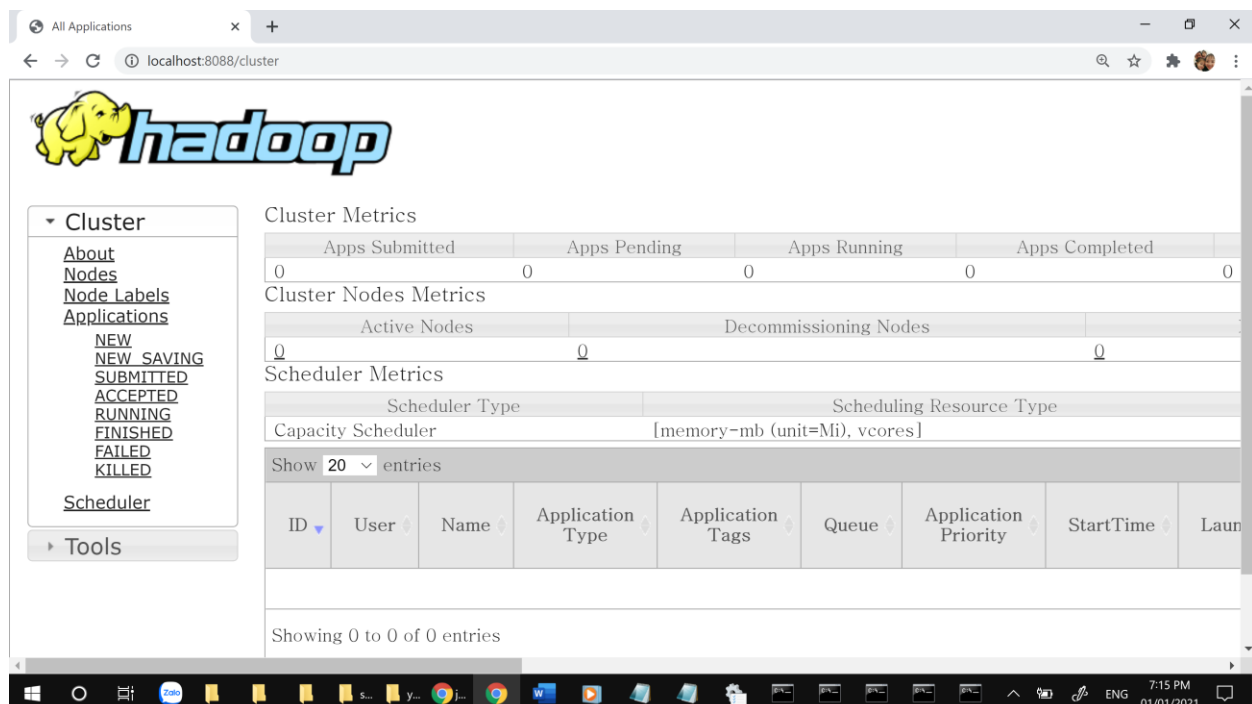 All Applications
localhost:8088/cluster
hadoop
Cluster
About
Nodes
Node Labels
Applications
NEW
NEW_SAVING
SUBMITTED
ACCEPTED
RUNNING
FINISHED
FAILED
KILLED
Scheduler
Tools
Cluster Metrics
Apps Submitted Apps Pending Apps Running Apps Completed
0 0 0 0 0
Cluster Nodes Metrics
Active Nodes Decommissioning Nodes
0 0 0
Scheduler Metrics
Scheduler Type Scheduling Resource Type
Capacity Scheduler [memory-mb (unit=Mi), vcores]
Show 20 entries
ID User Name Application Type Application Tags Queue Application Priority StartTime Laun
Showing 0 to 0 of 0 entries
Zalo s... y... j... ENG 7:15 PM
01/01/2021